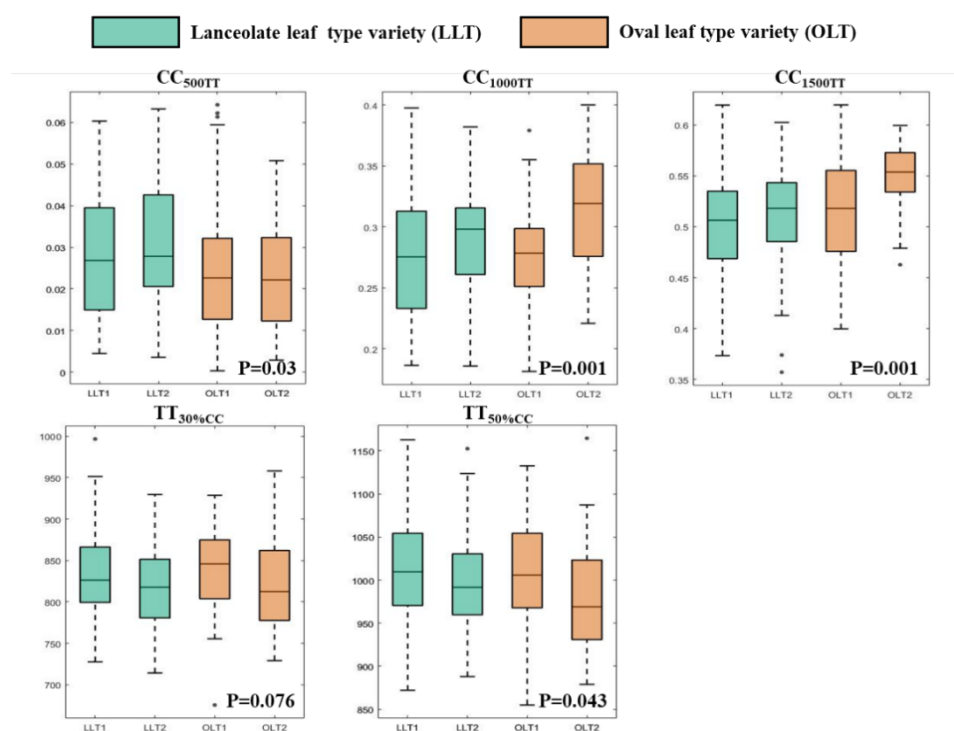 Lanceolate leaf type variety (LLT) Oval leaf type variety (OLT)
CC500TT CC1000TT CC1500TT
0.06
0.05
0.04
0.03
0.02
0.01
0
P=0.03
LLT1 LLT2 OLT1 OLT2
0.4
0.35
0.3
0.25
0.2
P=0.001
LLT1 LLT2 OLT1 OLT2
0.6
0.55
0.5
0.45
0.4
0.35
P=0.001
LLT1 LLT2 OLT1 OLT2
TT30%CC TT50%CC
1000
950
900
850
800
750
700
P=0.076
LLT1 LLT2 OLT1 OLT2
1150
1100
1050
1000
950
900
850
P=0.043
LLT1 LLT2 OLT1 OLT2